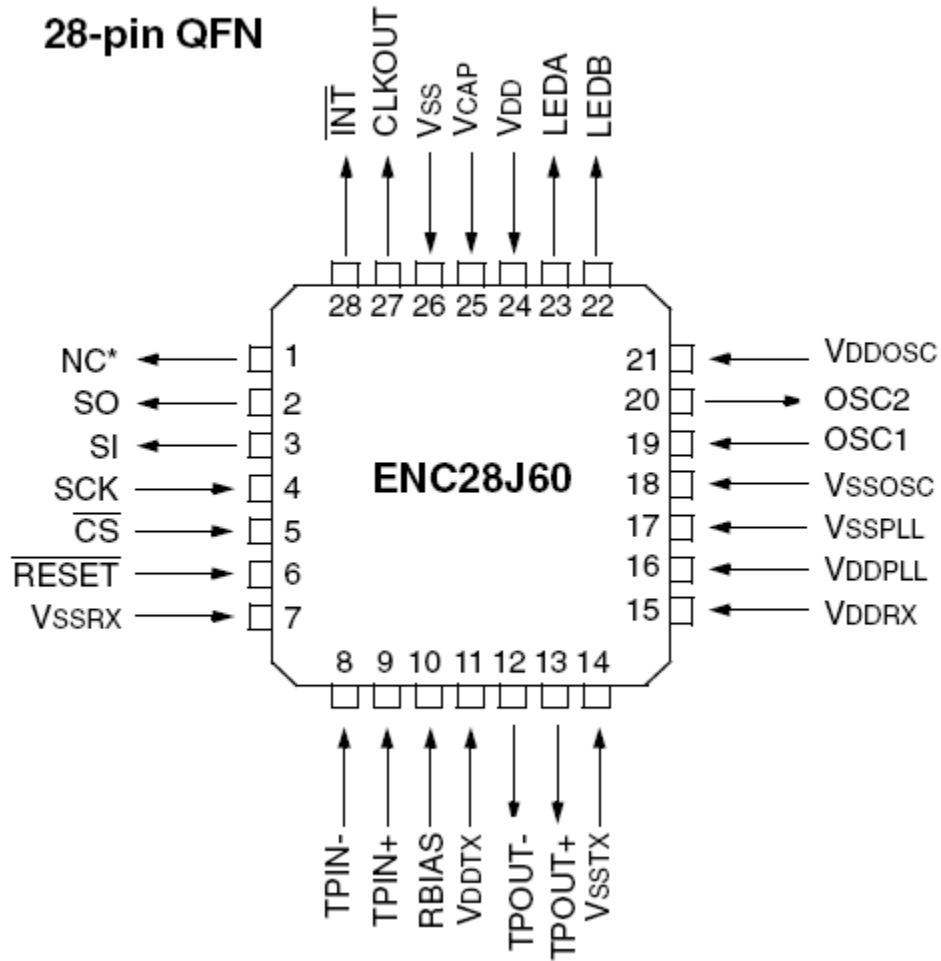 28-pin QFN
INT
CLKOUT
VSS
VCAP
VDD
LEDA
LEDB
28 27 26 25 24 23 22
NC* 1
SO 2
SI 3
SCK 4
CS 5
RESET 6
VSSRX 7
ENC28J60
21 VDDOSC
20 OSC2
19 OSC1
18 VSSOSC
17 VSSPLL
16 VDDPLL
15 VDDRX
8 9 10 11 12 13 14
TPIN-
TPIN+
RBIAS
VDDTX
TPOUT-
TPOUT+
VSSTX